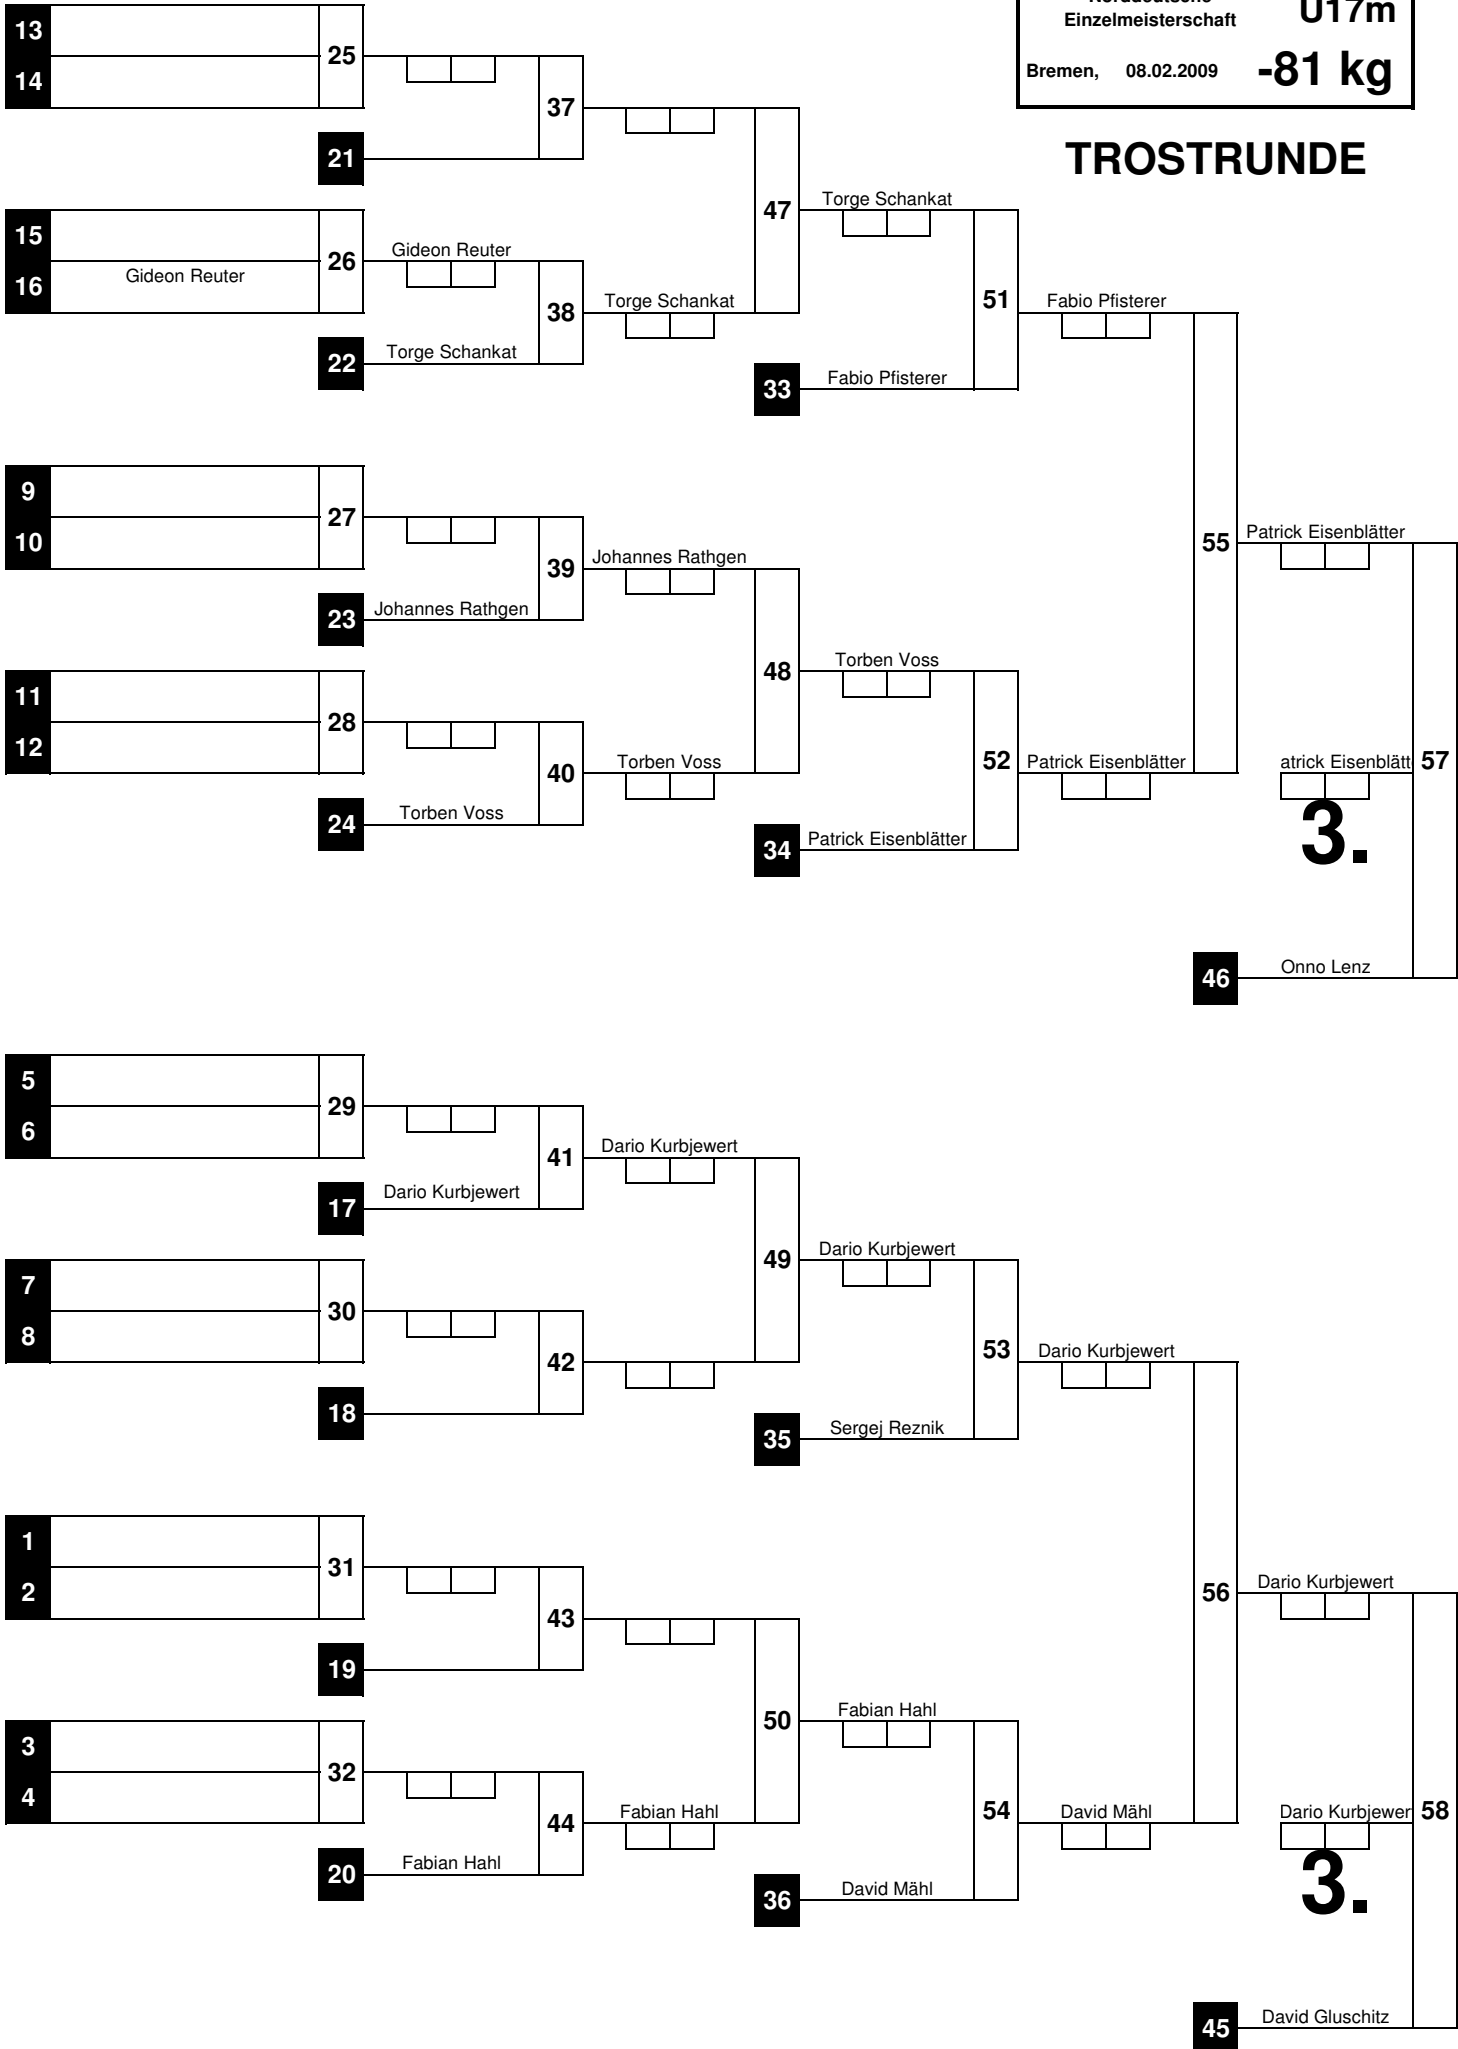 Norddeutsche
Einzelmeisterschaft U17m
Bremen, 08.02.2009 -81 kg
TROSTRUNDE
13
14
25
37
21
47
Torge Schankat
15
16 Gideon Reuter
26
Gideon Reuter
38
Torge Schankat
22 Torge Schankat
51
Fabio Pfisterer
33 Fabio Pfisterer
9
10
27
39
Johannes Rathgen
23 Johannes Rathgen
48
Torben Voss
11
12
28
40
Torben Voss
24 Torben Voss
52
Patrick Eisenblätter
34 Patrick Eisenblätter
55
Patrick Eisenblätter
atrick Eisenblätt
57
3.
46 Onno Lenz
5
6
29
41
Dario Kurbjewert
17 Dario Kurbjewert
49
Dario Kurbjewert
7
8
30
42
18
53
Dario Kurbjewert
35 Sergej Reznik
1
2
31
43
19
50
Fabian Hahl
3
4
32
44
Fabian Hahl
20 Fabian Hahl
54
David Mähl
36 David Mähl
56
Dario Kurbjewert
Dario Kurbjewer
58
3.
45 David Gluschitz